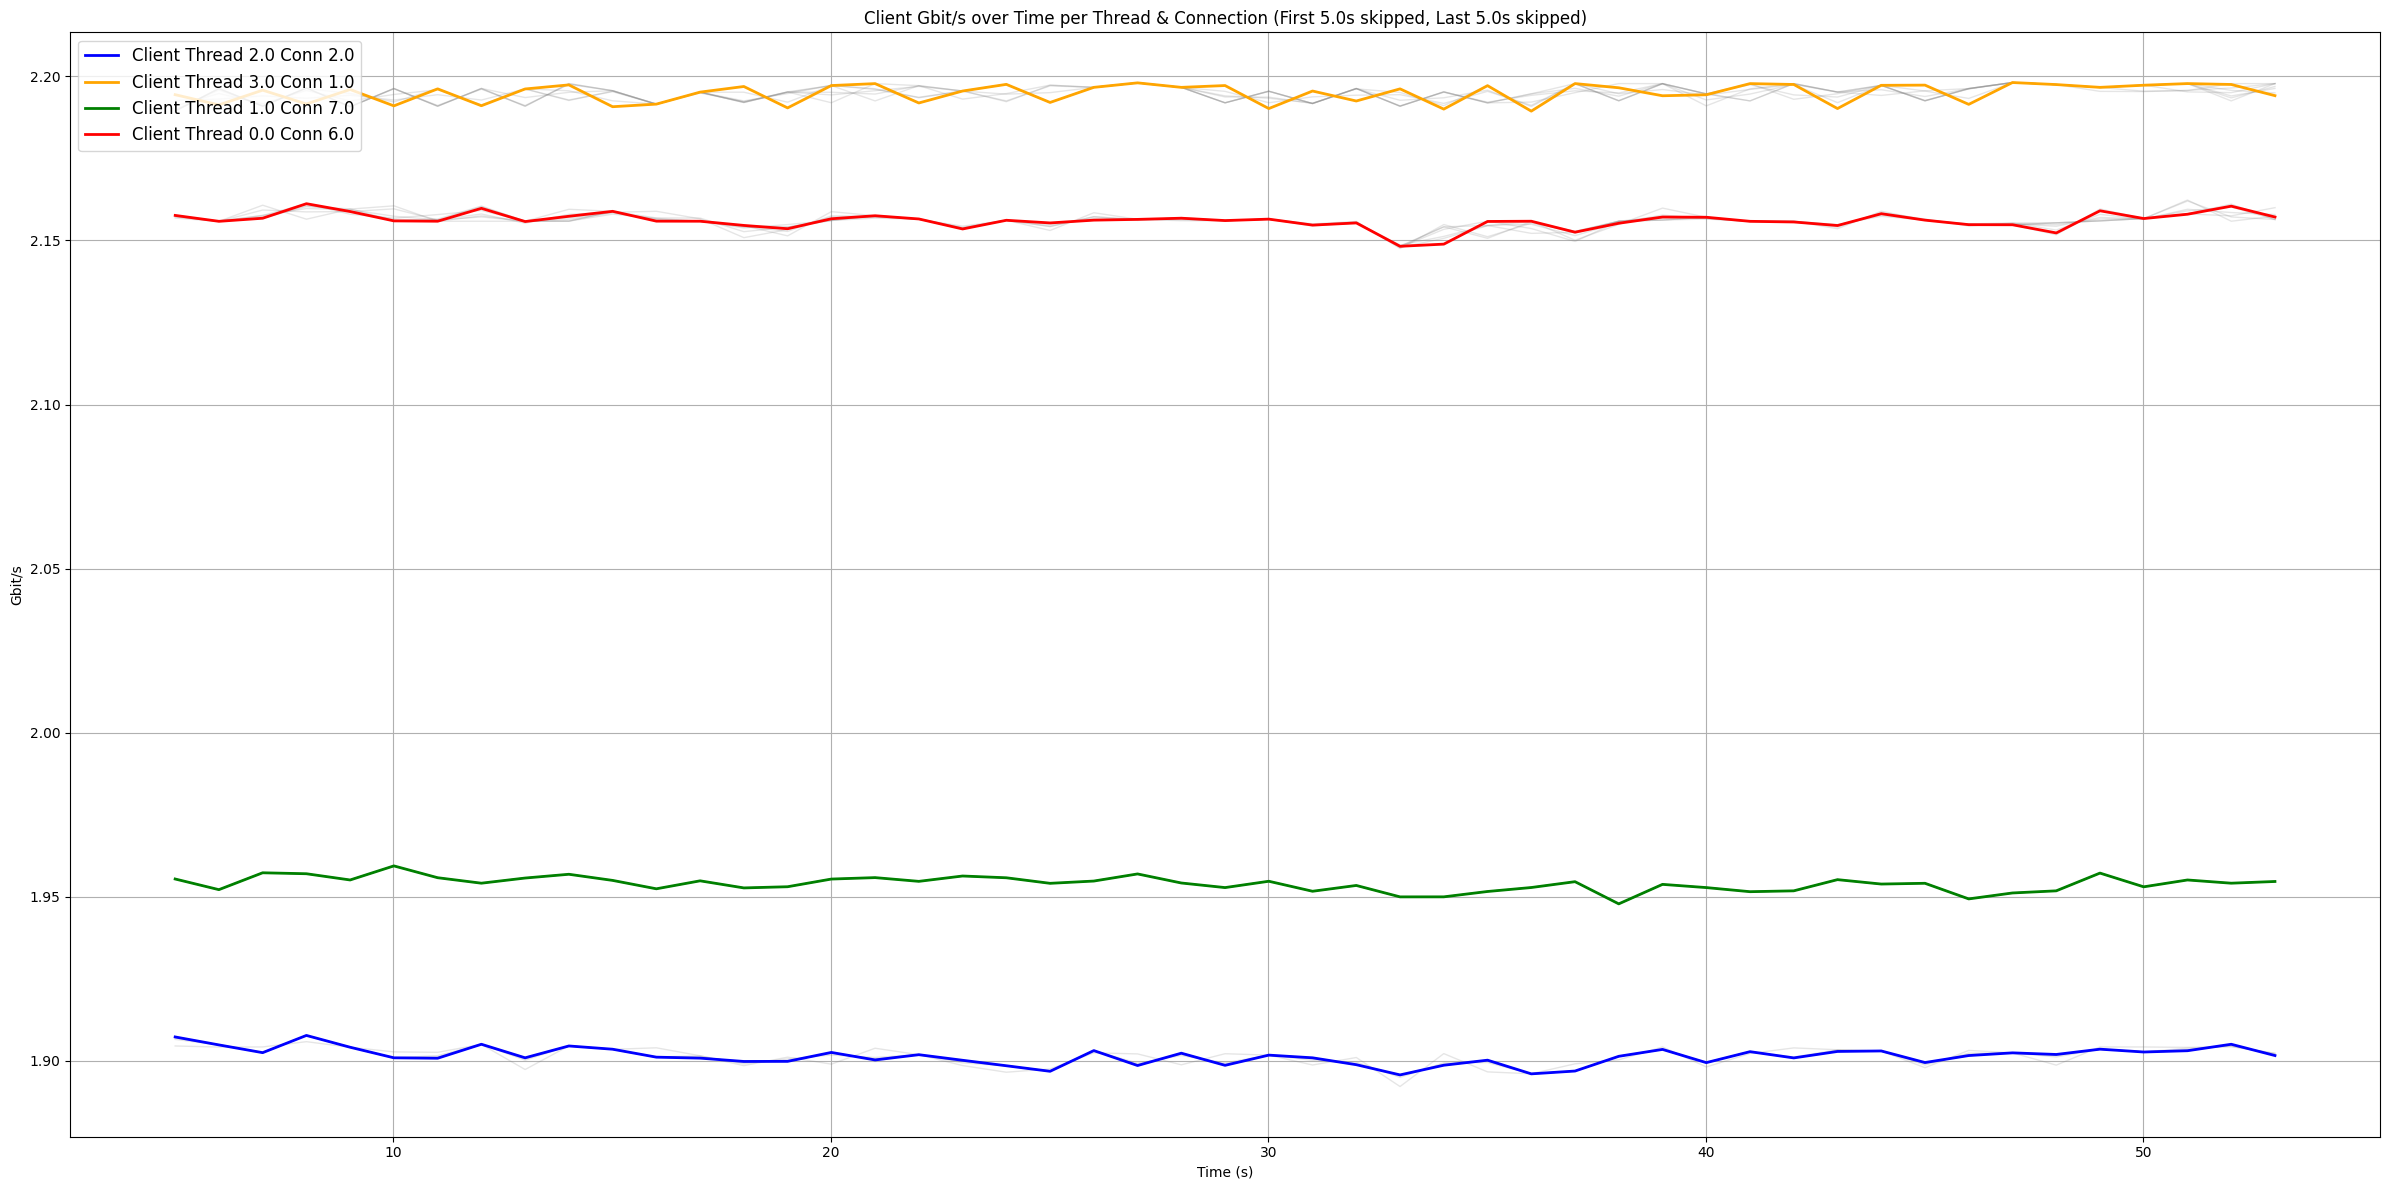 Client Gbit/s over Time per Thread & Connection (First 5.0s skipped, Last 5.0s skipped)
Client Thread 2.0 Conn 2.0
Client Thread 3.0 Conn 1.0
Client Thread 1.0 Conn 7.0
Client Thread 0.0 Conn 6.0
2.20
2.15
2.10
2.05
2.00
1.95
1.90
Gbit/s
10
20
30
40
50
Time (s)